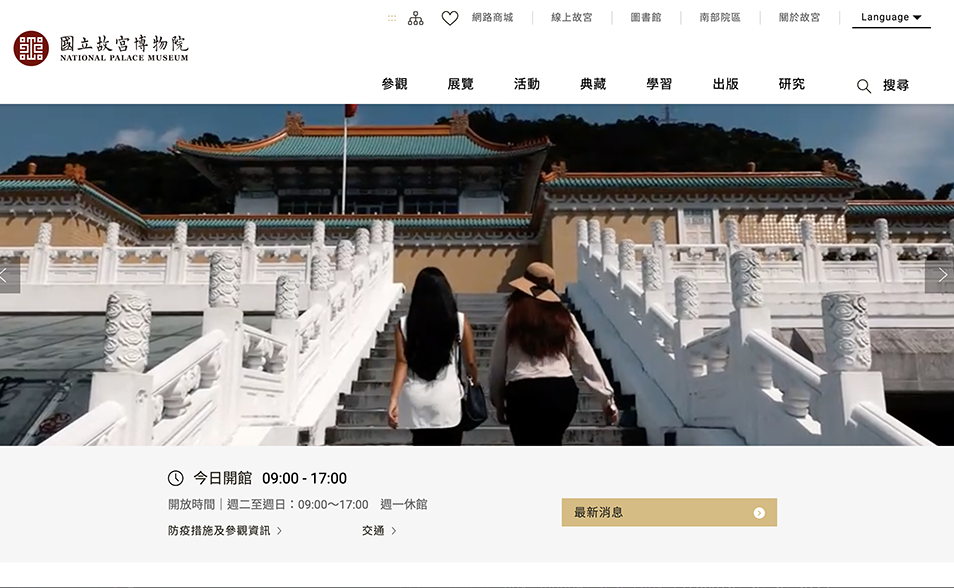 :::
網路商城
線上故宮
圖書館
南部院區
關於故宮
Language
國立故宮博物院
NATIONAL PALACE MUSEUM
參觀
展覽
活動
典藏
學習
出版
研究
搜尋
今日開館 09:00 - 17:00
開放時間｜週二至週日：09:00～17:00 週一休館
防疫措施及參觀資訊
交通
最新消息